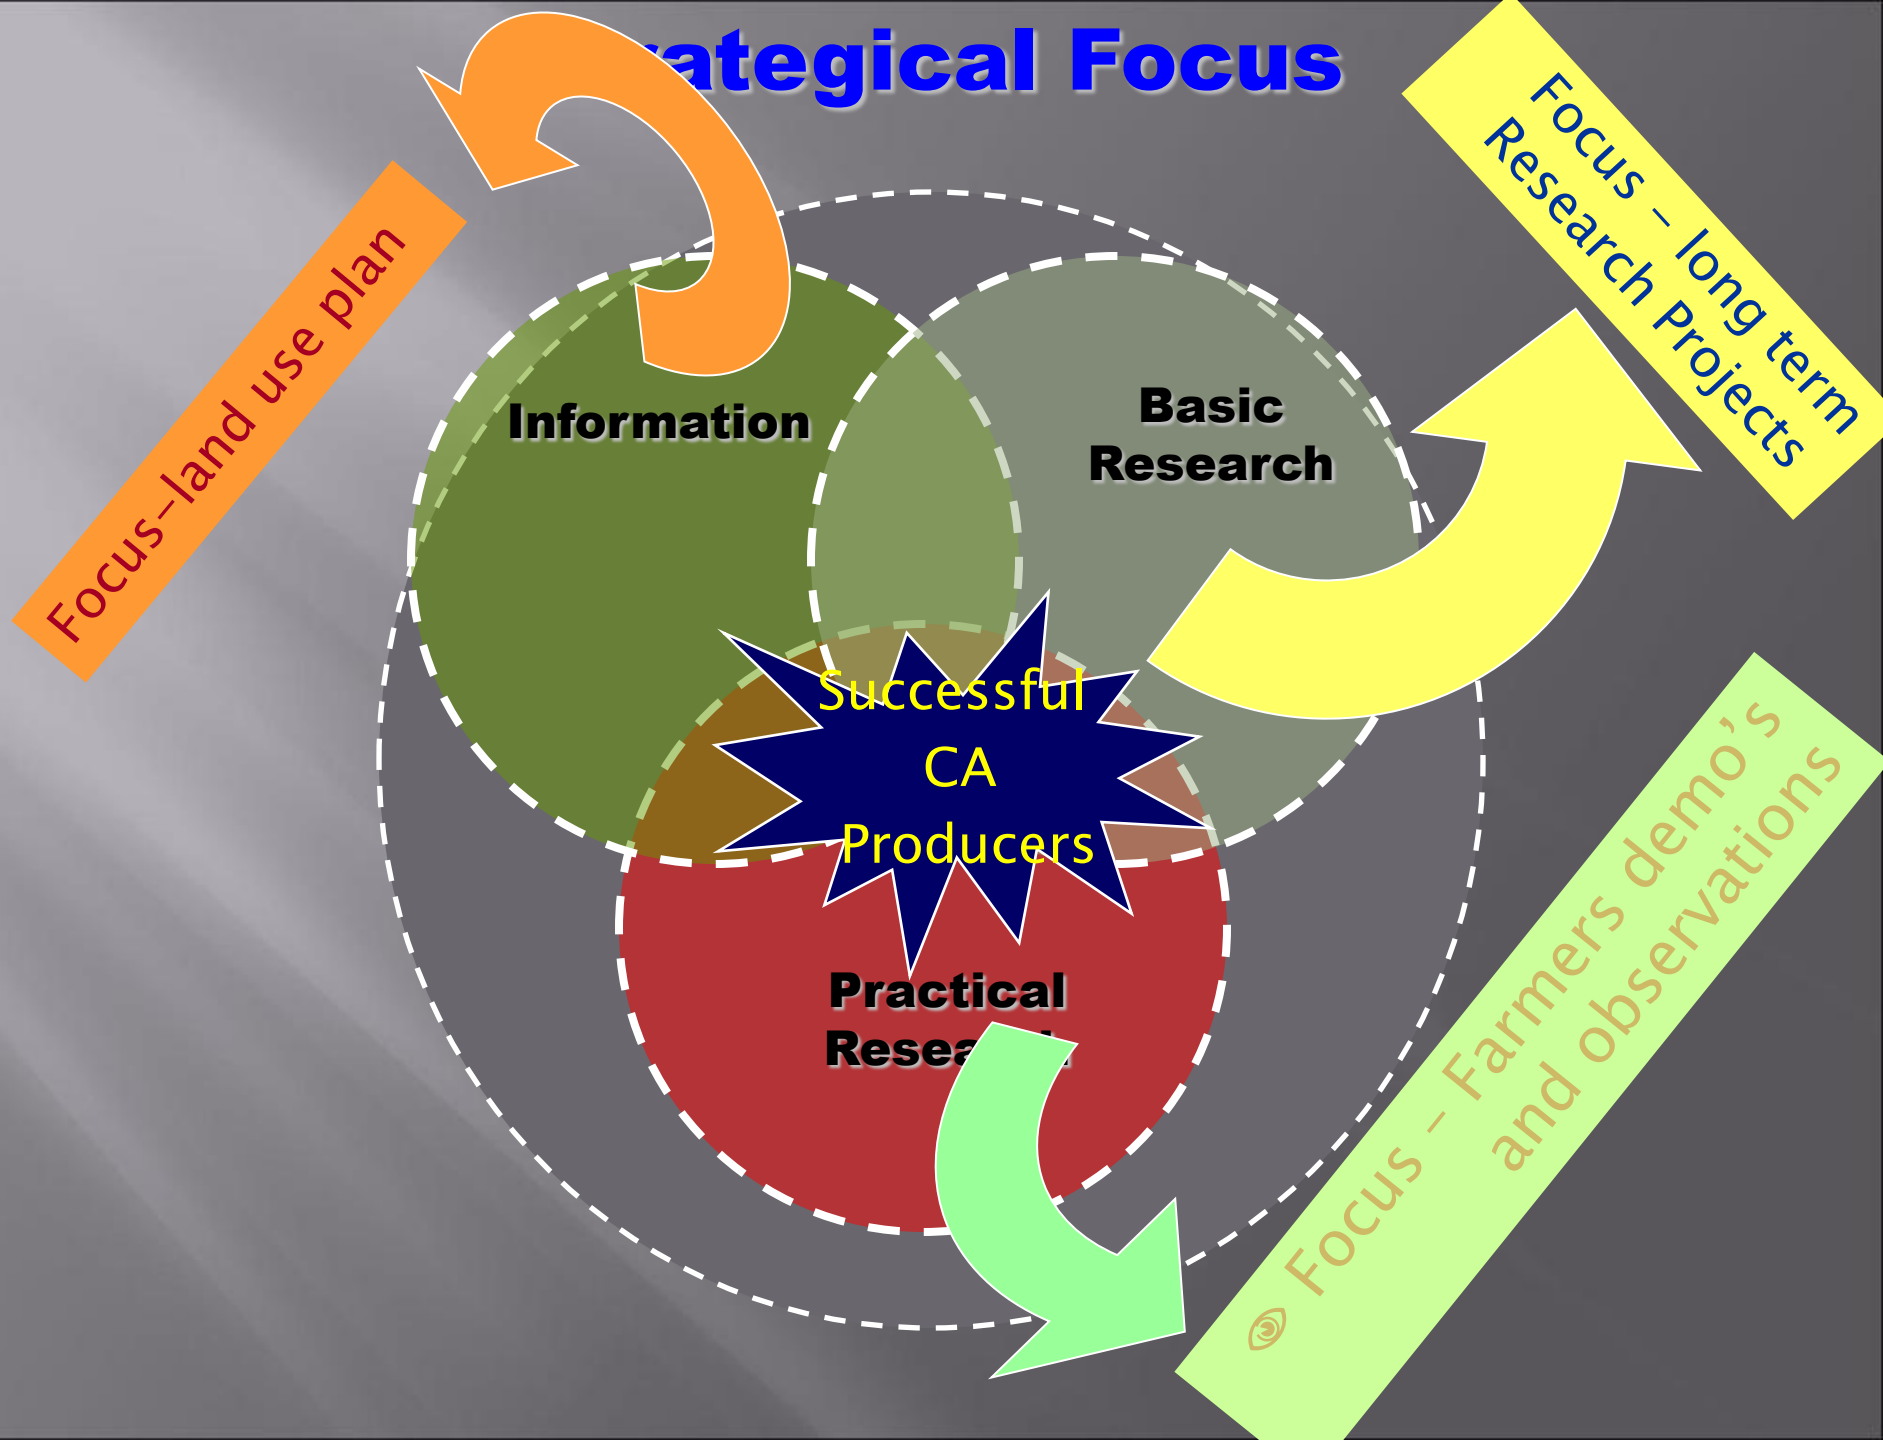 rategical Focus
Focus – long term
Research Projects
Focus–land use plan
Information
Basic
Research
Successful
CA
Producers
Practical
Focus – Farmers demo’s
and observations